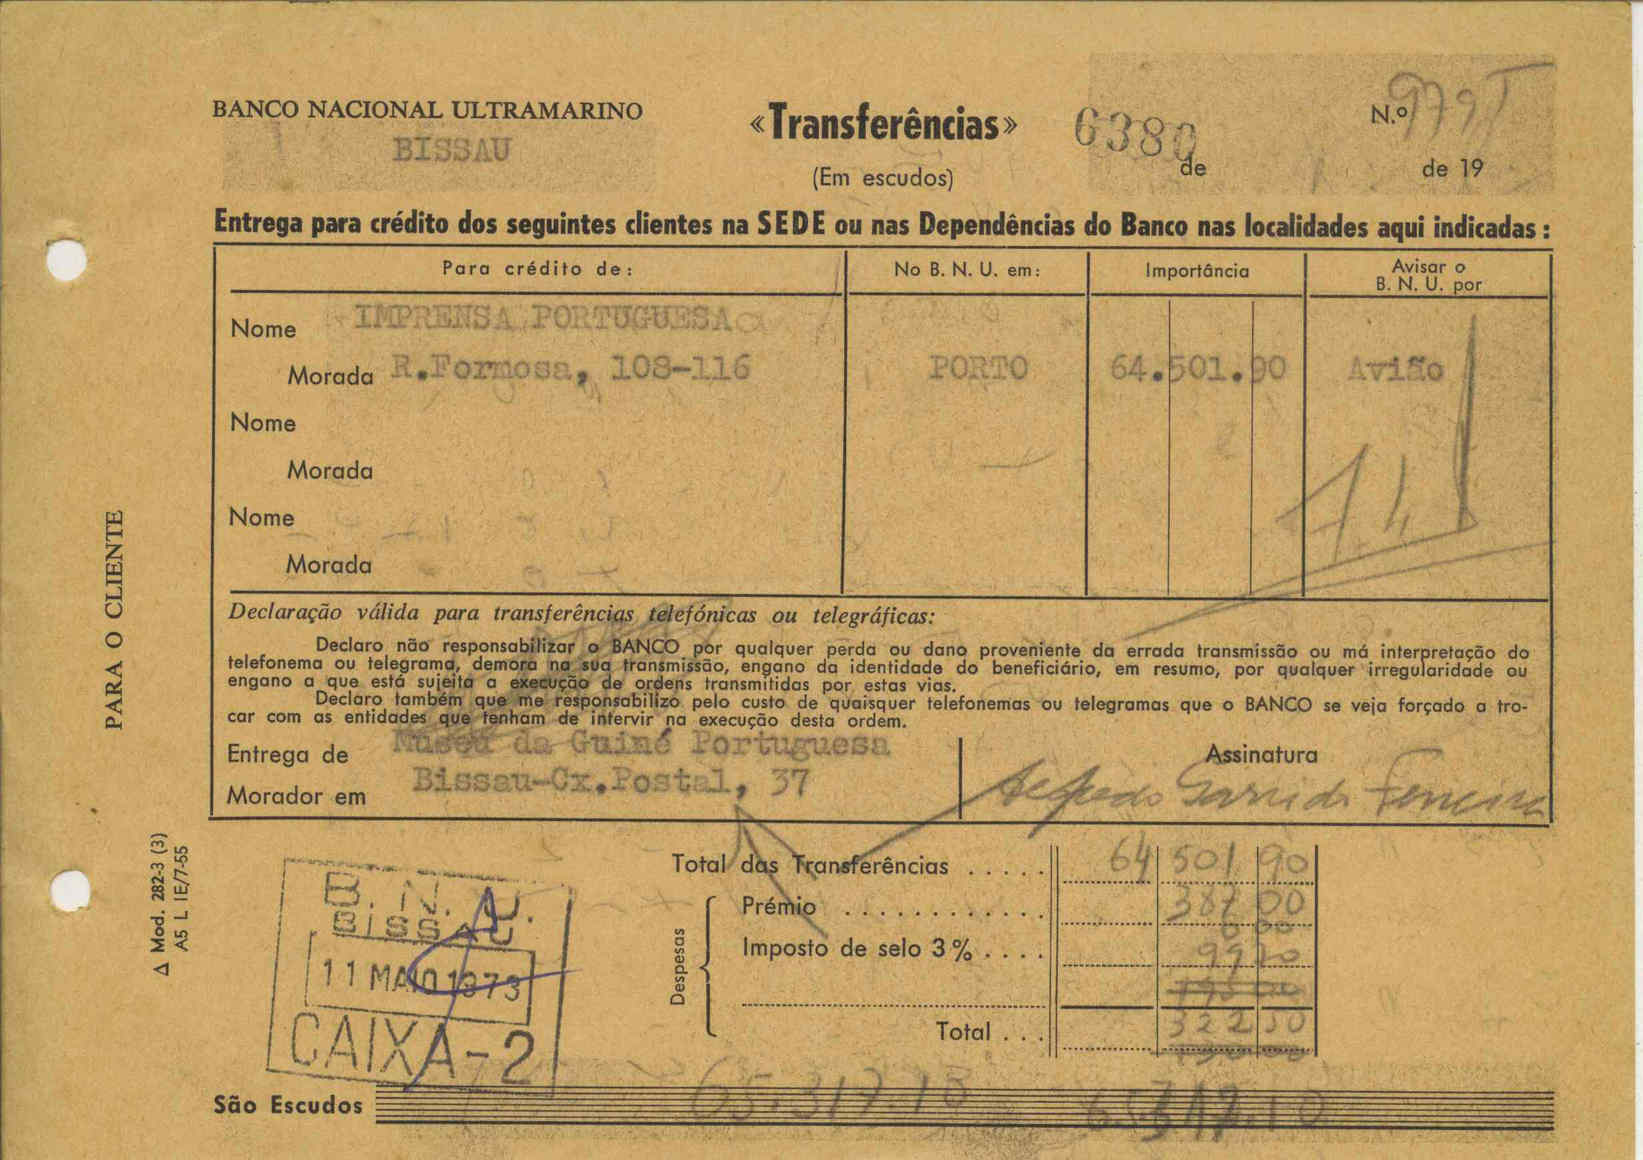 BANCO NACIONAL ULTRAMARINO
BISSAU
«Transferências»
(Em escudos)
6380
N.º 979
de
de 19
Entrega para crédito dos seguintes clientes na SEDE ou nas Dependências do Banco nas localidades aqui indicadas:
Para crédito de:
No B. N. U. em:
Importância
Avisar o
B. N. U. por
Nome IMPRENSA PORTUGUESA
Morada R.Formosa, 108-116
PORTO
64.501.90
Avião
Nome
Morada
Nome
Morada
Declaração válida para transferências telefónicas ou telegráficas:
Declaro não responsabilizar o BANCO por qualquer perda ou dano proveniente da errada transmissão ou má interpretação do
telefonema ou telegrama, demora na sua transmissão, engano da identidade do beneficiário, em resumo, por qualquer irregularidade ou
engano a que está sujeita a execução de ordens transmitidas por estas vias.
Declaro também que me responsabilizo pelo custo de quaisquer telefonemas ou telegramas que o BANCO se veja forçado a tro-
car com as entidades que tenham de intervir na execução desta ordem.
Entrega de Museu da Guiné Portuguesa
Morador em Bissau-Cx.Postal, 37
Assinatura
Ferreira
Total das Transferências ..... 64 501 90
Despesas
Prémio ............ 387 00
Imposto de selo 3% ....
Total ...
São Escudos 65.317.10
PARA O CLIENTE
Δ Mod. 282-3 (3)
A5 L IE/7-55
B. N. U.
BISSAU
11 MAIO 1973
CAIXA-2